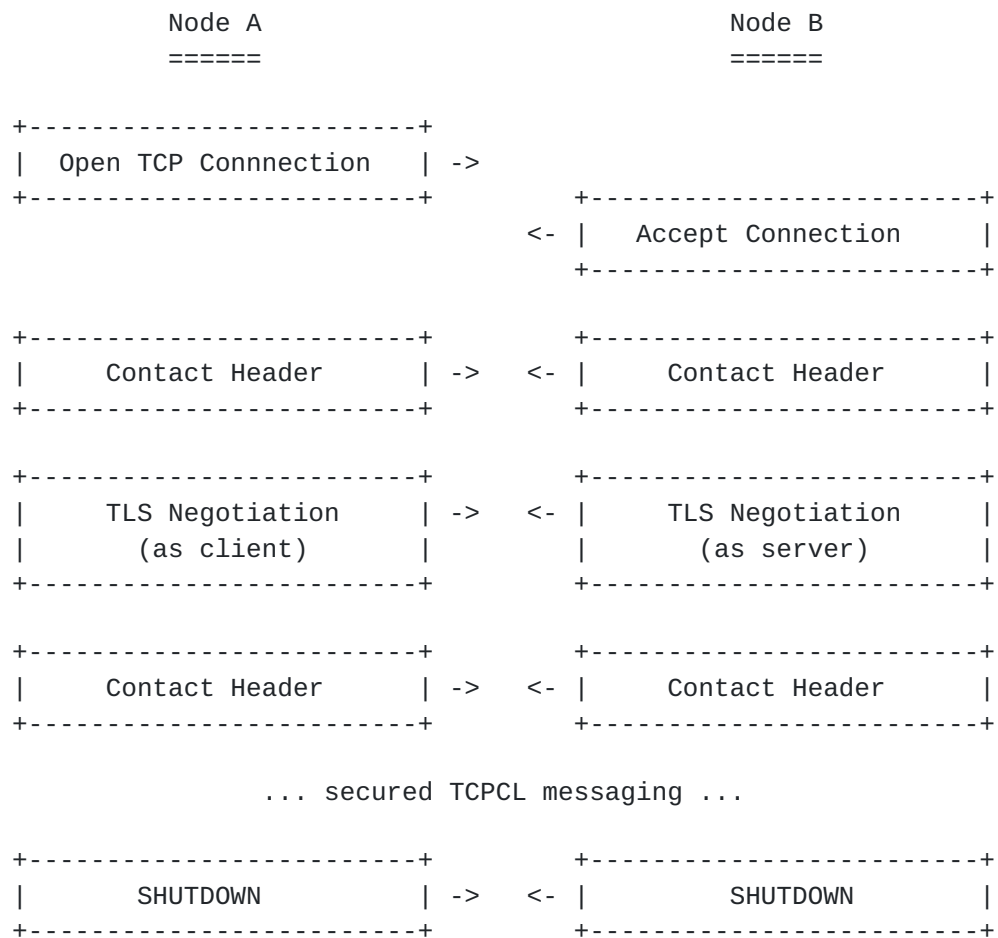 Node A                              Node B
======                              ======
+-------------------------+
|  Open TCP Connnection   | ->
+-------------------------+         +-------------------------+
                                 <- |   Accept Connection     |
                                    +-------------------------+
+-------------------------+         +-------------------------+
|     Contact Header      | ->   <- |     Contact Header      |
+-------------------------+         +-------------------------+
+-------------------------+         +-------------------------+
|     TLS Negotiation     | ->   <- |     TLS Negotiation     |
|       (as client)       |         |       (as server)       |
+-------------------------+         +-------------------------+
+-------------------------+         +-------------------------+
|     Contact Header      | ->   <- |     Contact Header      |
+-------------------------+         +-------------------------+
... secured TCPCL messaging ...
+-------------------------+         +-------------------------+
|       SHUTDOWN          | ->   <- |         SHUTDOWN        |
+-------------------------+         +-------------------------+